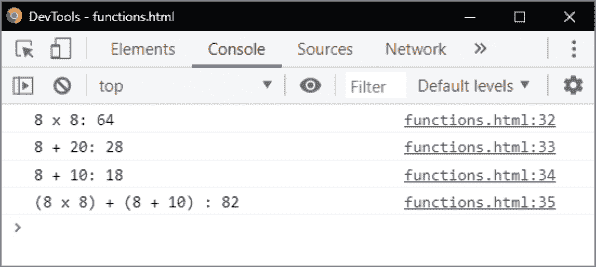 DevTools - functions.html
Elements Console Sources Network »
top Filter Default levels
8 x 8: 64 functions.html:32
8 + 20: 28 functions.html:33
8 + 10: 18 functions.html:34
(8 x 8) + (8 + 10) : 82 functions.html:35
>